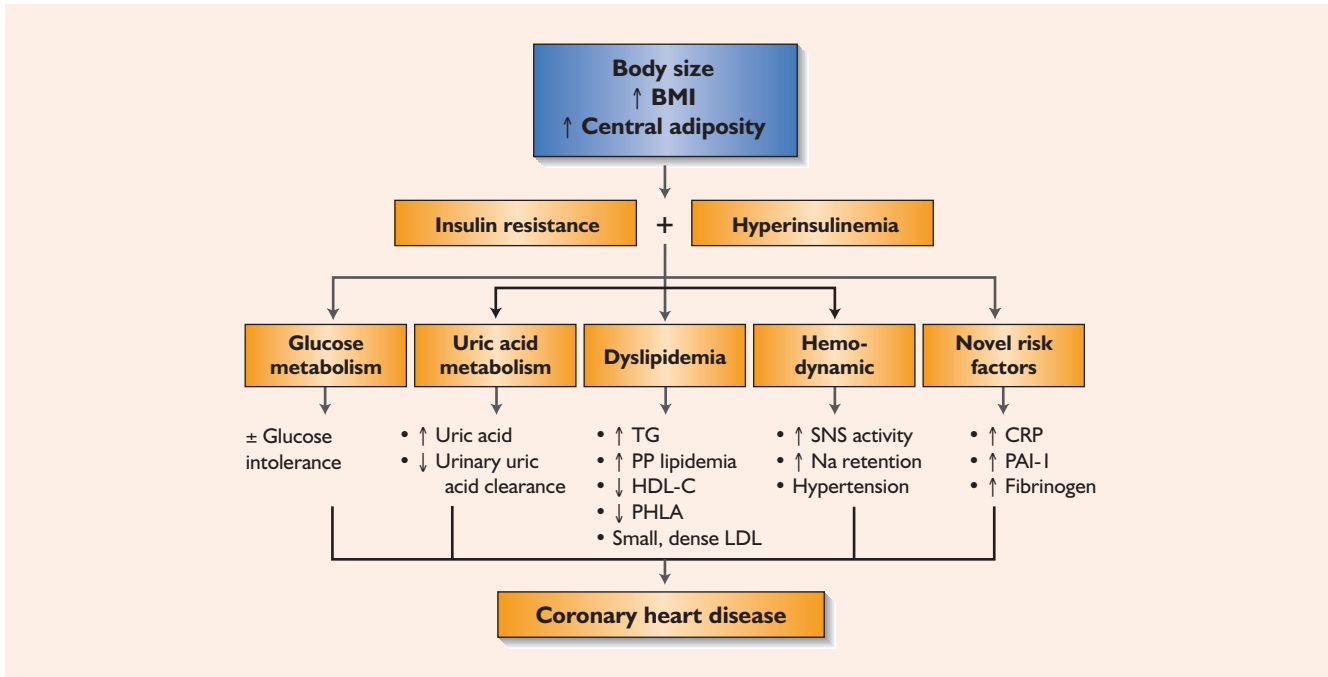 Body size
↑ BMI
↑ Central adiposity
Insulin resistance
+
Hyperinsulinemia
Glucose
metabolism
Uric acid
metabolism
Dyslipidemia
Hemo-
dynamic
Novel risk
factors
± Glucose
intolerance
• ↑ Uric acid
• ↓ Urinary uric
acid clearance
• ↑ TG
• ↑ PP lipidemia
• ↓ HDL-C
• ↓ PHLA
• Small, dense LDL
• ↑ SNS activity
• ↑ Na retention
• Hypertension
• ↑ CRP
• ↑ PAI-1
• ↑ Fibrinogen
Coronary heart disease